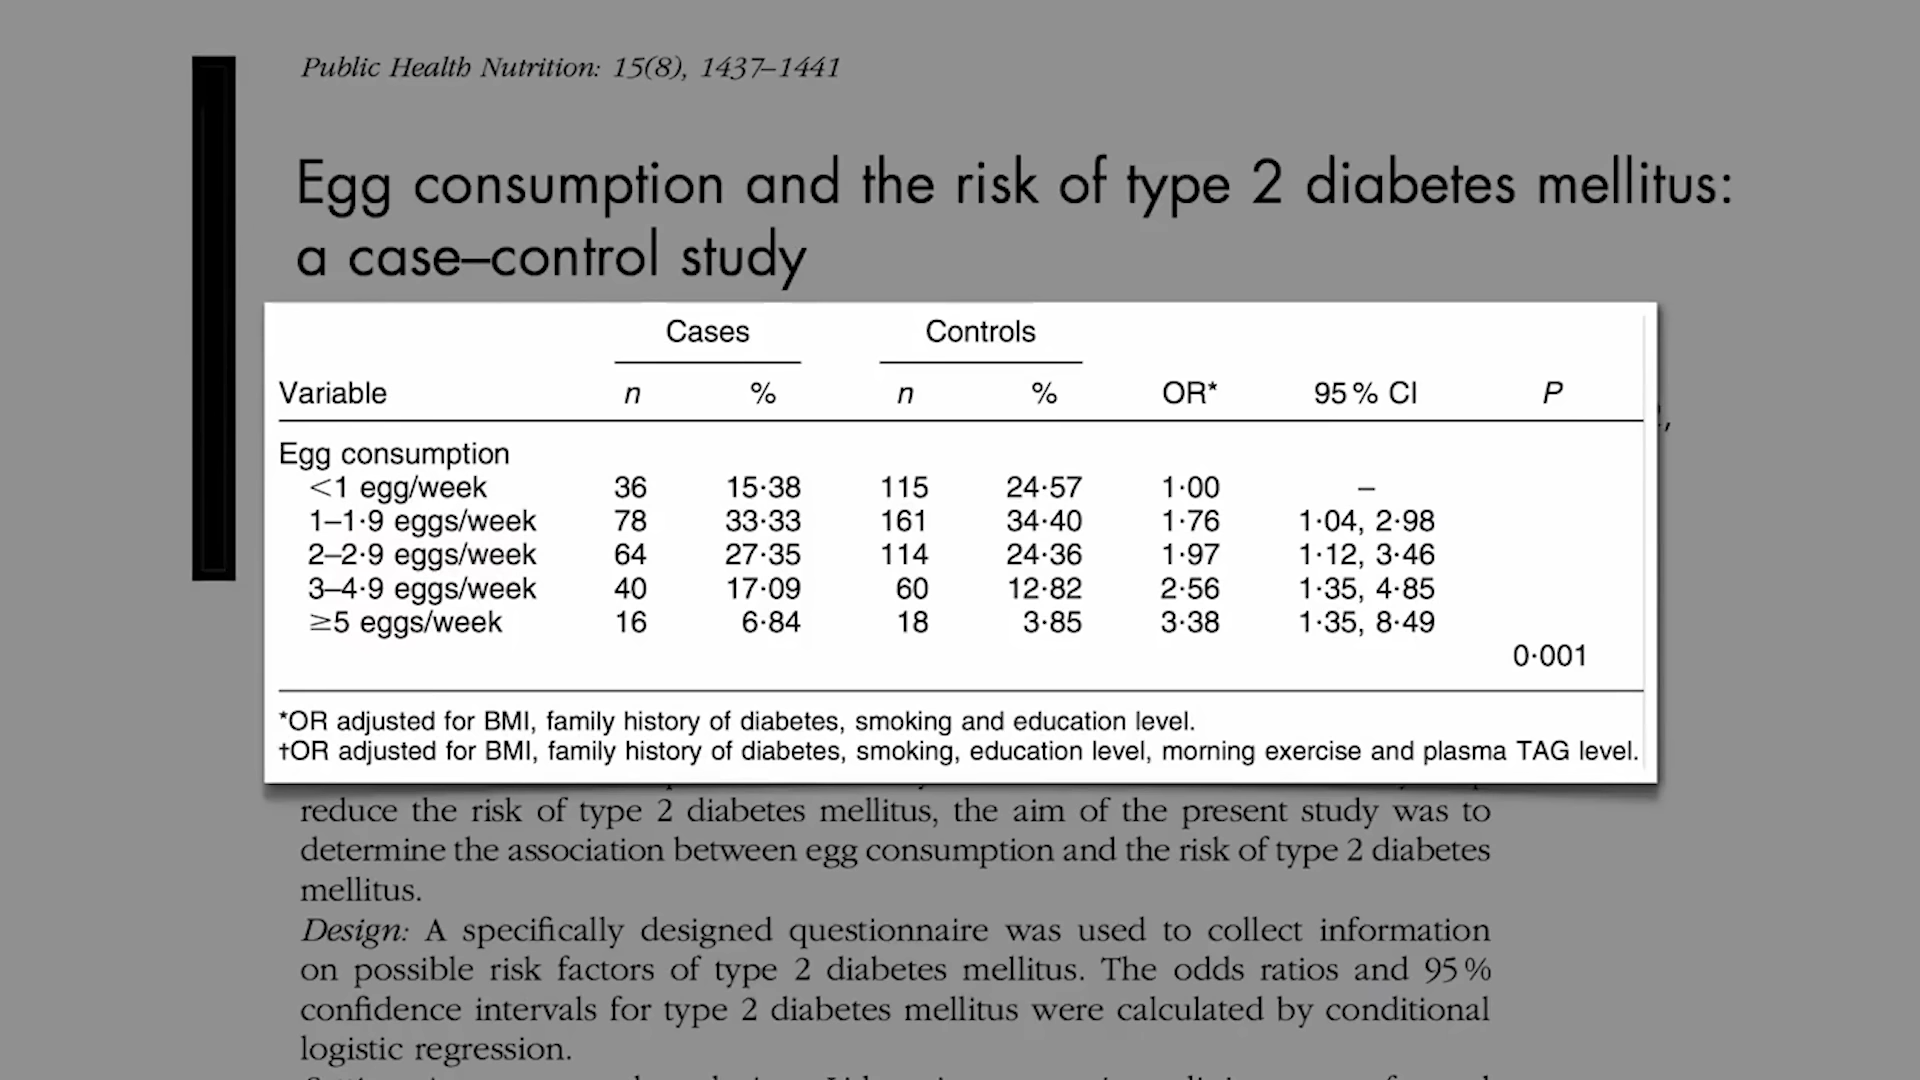 Public Health Nutrition: 15(8), 1437–1441
Egg consumption and the risk of type 2 diabetes mellitus:
a case–control study
Cases Controls
Variable n % n % OR* 95 % CI P
Egg consumption
<1 egg/week 36 15·38 115 24·57 1·00 –
1–1·9 eggs/week 78 33·33 161 34·40 1·76 1·04, 2·98
2–2·9 eggs/week 64 27·35 114 24·36 1·97 1·12, 3·46
3–4·9 eggs/week 40 17·09 60 12·82 2·56 1·35, 4·85
≥5 eggs/week 16 6·84 18 3·85 3·38 1·35, 8·49
0·001
*OR adjusted for BMI, family history of diabetes, smoking and education level.
†OR adjusted for BMI, family history of diabetes, smoking, education level, morning exercise and plasma TAG level.
reduce the risk of type 2 diabetes mellitus, the aim of the present study was to
determine the association between egg consumption and the risk of type 2 diabetes
mellitus.
Design: A specifically designed questionnaire was used to collect information
on possible risk factors of type 2 diabetes mellitus. The odds ratios and 95 %
confidence intervals for type 2 diabetes mellitus were calculated by conditional
logistic regression.